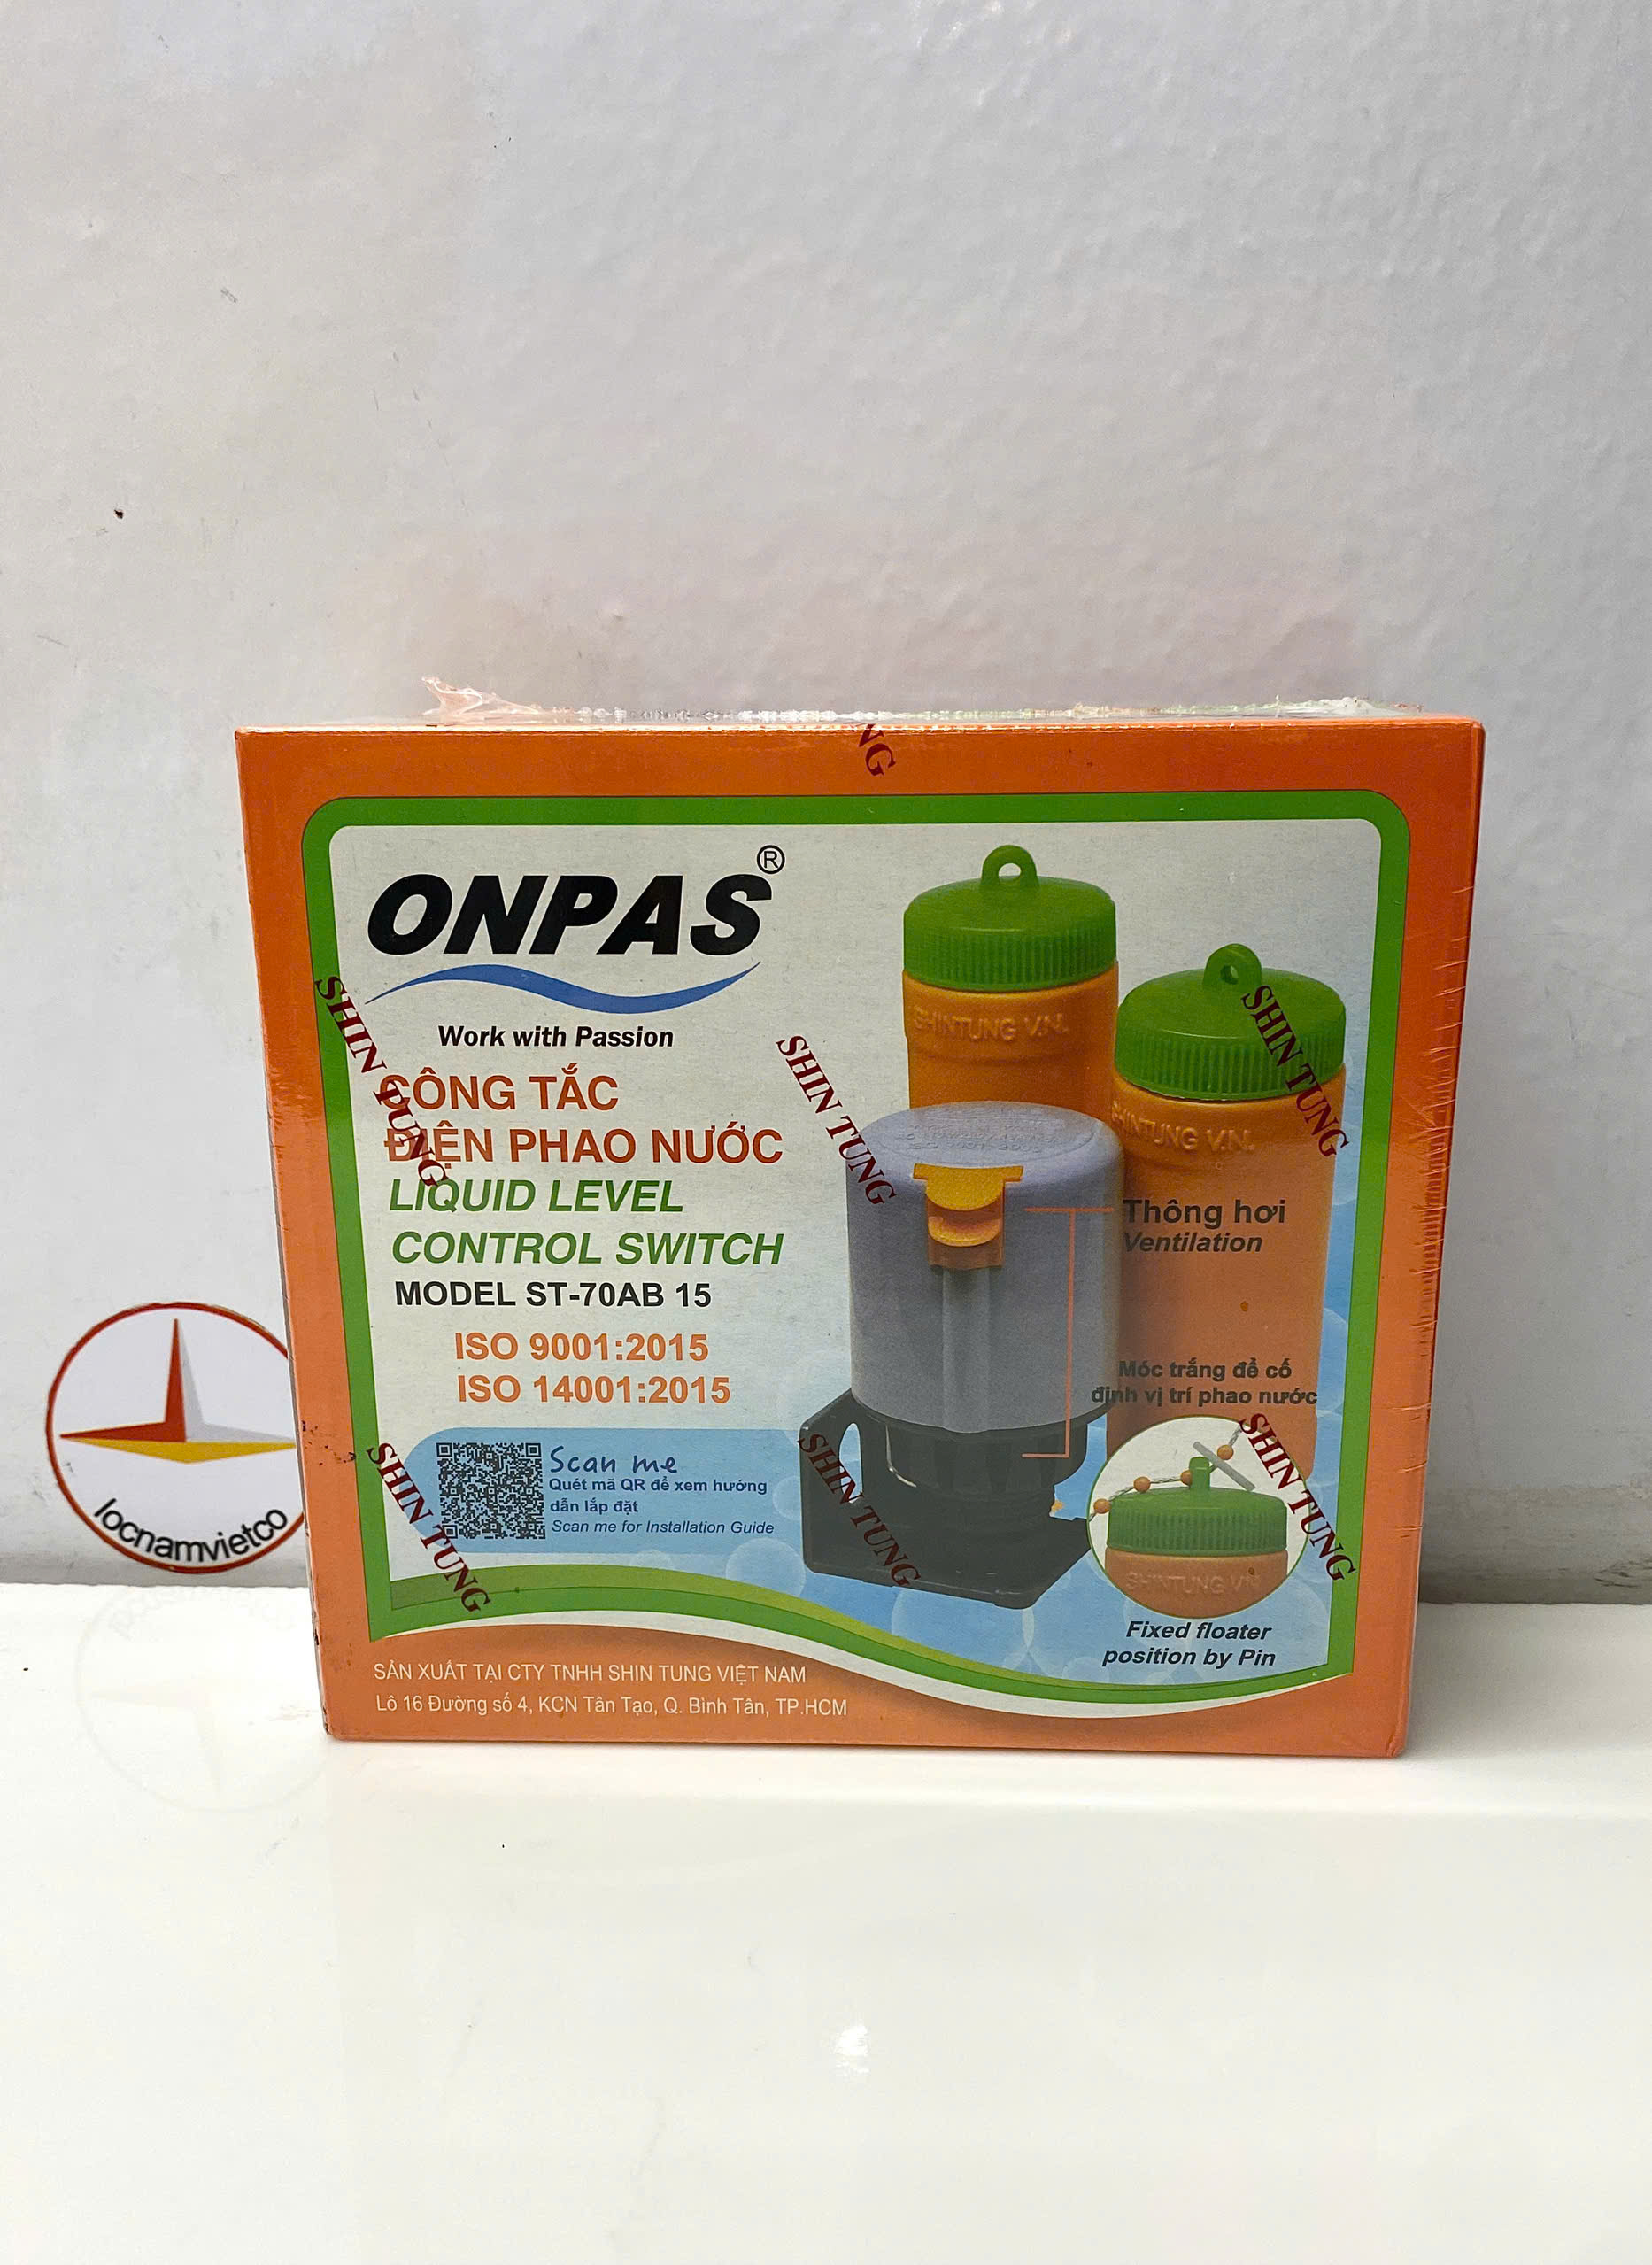 ONPAS®
Work with Passion
CÔNG TẮC
ĐIỆN PHAO NƯỚC
LIQUID LEVEL
CONTROL SWITCH
MODEL ST-70AB 15
ISO 9001:2015
ISO 14001:2015
Scan me
Quét mã QR để xem hướng
dẫn lắp đặt
Scan me for Installation Guide
SHINTUNG V.N.
SHINTUNG V.N.
Thông hơi
Ventilation
Móc trắng để cố
định vị trí phao nước
SHINTUNG V.N
Fixed floater
position by Pin
SẢN XUẤT TẠI CTY TNHH SHIN TUNG VIỆT NAM
Lô 16 Đường số 4, KCN Tân Tạo, Q. Bình Tân, TP.HCM
NG
SHIN TUNG
SHIN TUNG
SHIN TUNG
SHIN TUNG
SHIN TUNG
SHIN TUNG
locnamvietco